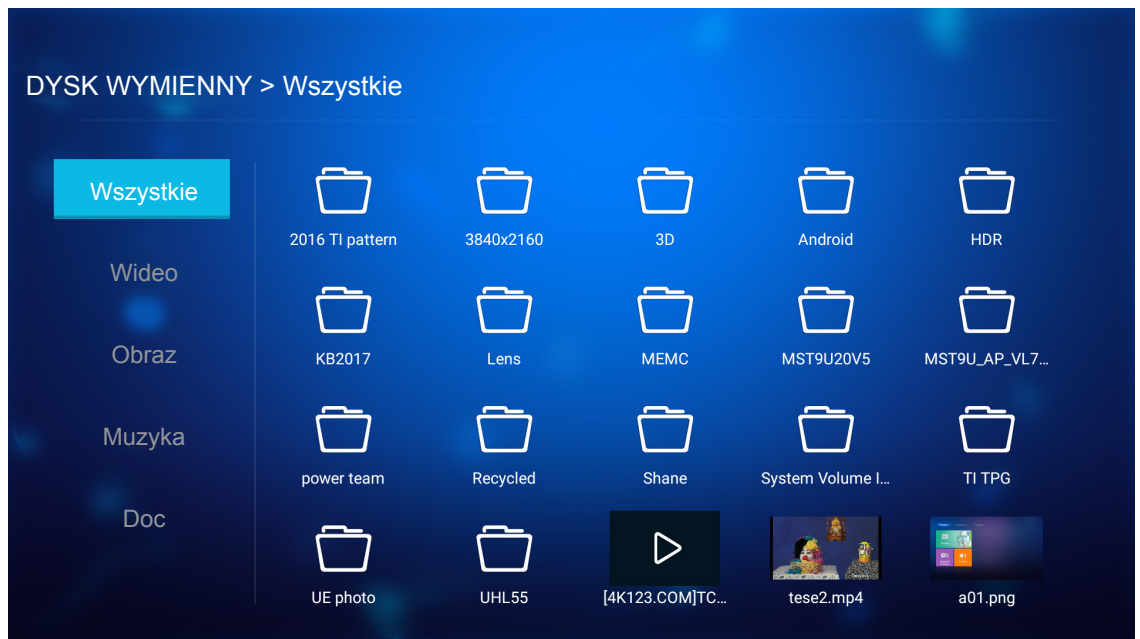 DYSK WYMIENNY > Wszystkie
Wszystkie
Wideo
Obraz
Muzyka
Doc
2016 TI pattern
3840x2160
3D
Android
HDR
KB2017
Lens
MEMC
MST9U20V5
MST9U_AP_VL7...
power team
Recycled
Shane
System Volume I...
TI TPG
UE photo
UHL55
[4K123.COM]TC...
tese2.mp4
a01.png